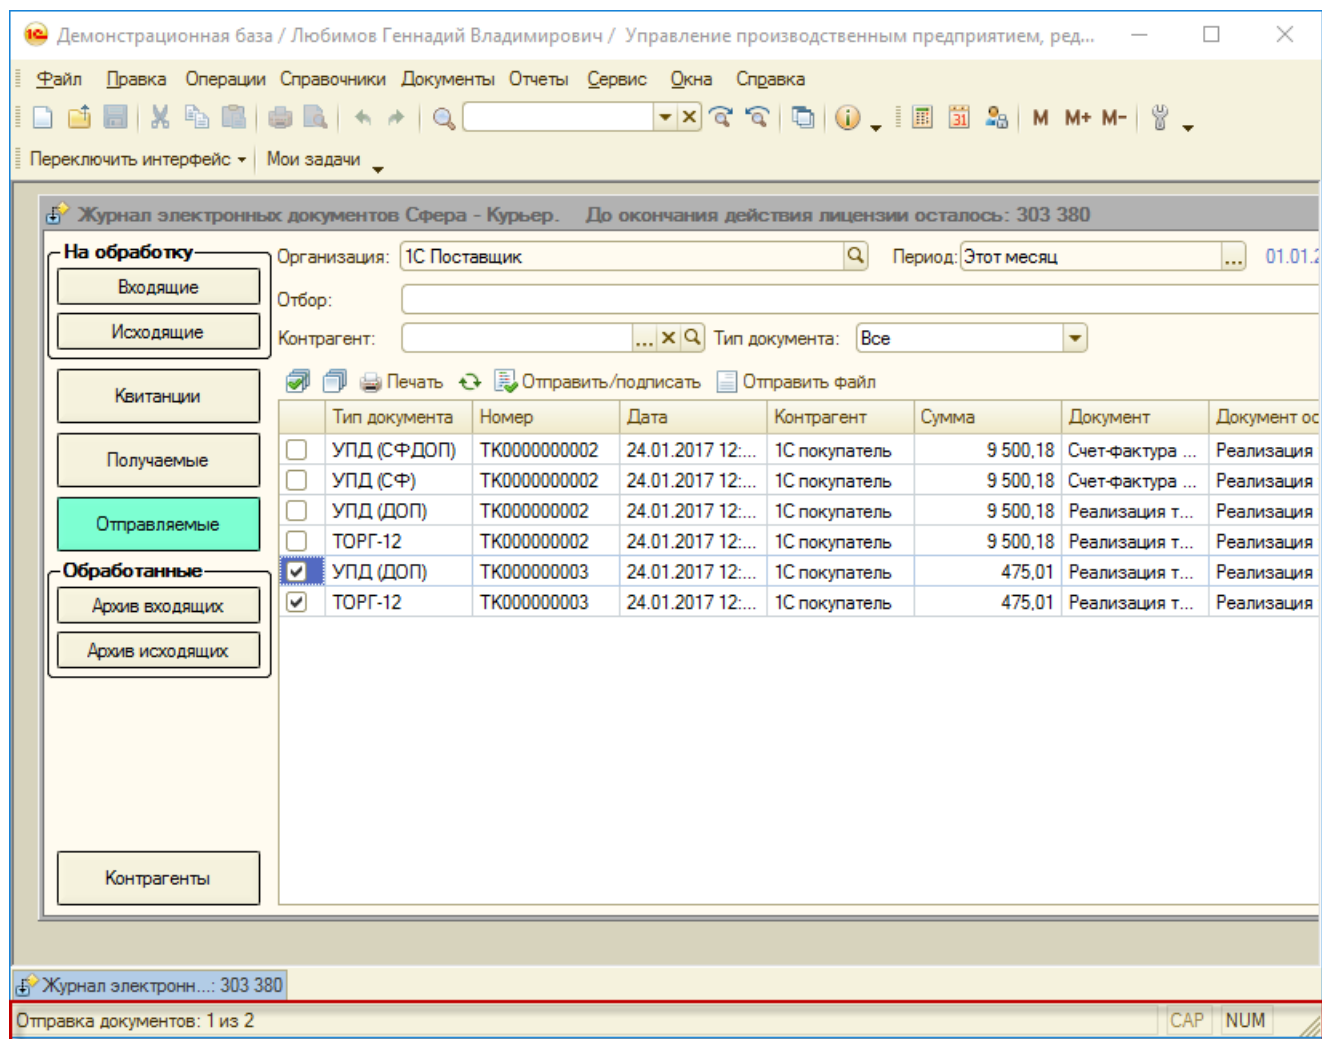 Демонстрационная база / Любимов Геннадий Владимирович / Управление производственным предприятием, ред...
Файл Правка Операции Справочники Документы Отчеты Сервис Окна Справка
31 M M+ M-
Переключить интерфейс Мои задачи
Журнал электронных документов Сфера - Курьер. До окончания действия лицензии осталось: 303 380
На обработку
Входящие
Исходящие
Квитанции
Получаемые
Отправляемые
Обработанные
Архив входящих
Архив исходящих
Контрагенты
Организация: 1С Поставщик Период: Этот месяц ... 01.01.2
Отбор:
Контрагент: ... Тип документа: Все
Печать Отправить/подписать Отправить файл
Тип документа Номер Дата Контрагент Сумма Документ Документ ос
УПД (СФДОП) ТК0000000002 24.01.2017 12:... 1С покупатель 9 500,18 Счет-фактура ... Реализация
УПД (СФ) ТК0000000002 24.01.2017 12:... 1С покупатель 9 500,18 Счет-фактура ... Реализация
УПД (ДОП) ТК000000002 24.01.2017 12:... 1С покупатель 9 500,18 Реализация т... Реализация
ТОРГ-12 ТК000000002 24.01.2017 12:... 1С покупатель 9 500,18 Реализация т... Реализация
УПД (ДОП) ТК000000003 24.01.2017 12:... 1С покупатель 475,01 Реализация т... Реализация
ТОРГ-12 ТК000000003 24.01.2017 12:... 1С покупатель 475,01 Реализация т... Реализация
Журнал электронн...: 303 380
Отправка документов: 1 из 2 CAP NUM